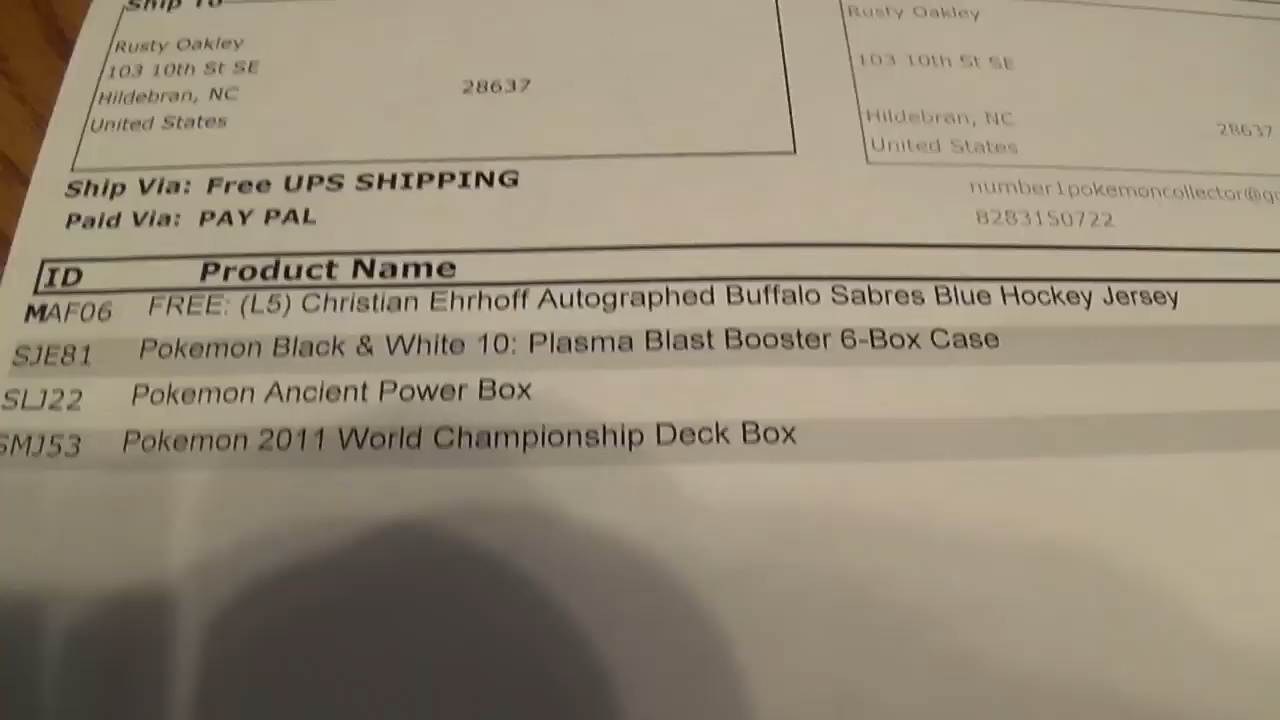 Ship To
Rusty Oakley
103 10th St SE
Hildebran, NC 28637
United States
Rusty Oakley
103 10th St SE
Hildebran, NC 28637
United States
Ship Via: Free UPS SHIPPING
Paid Via: PAY PAL
number1pokemoncollector@
8283150722
ID Product Name
MAF06 FREE: (L5) Christian Ehrhoff Autographed Buffalo Sabres Blue Hockey Jersey
SJE81 Pokemon Black & White 10: Plasma Blast Booster 6-Box Case
SLJ22 Pokemon Ancient Power Box
SMJ53 Pokemon 2011 World Championship Deck Box